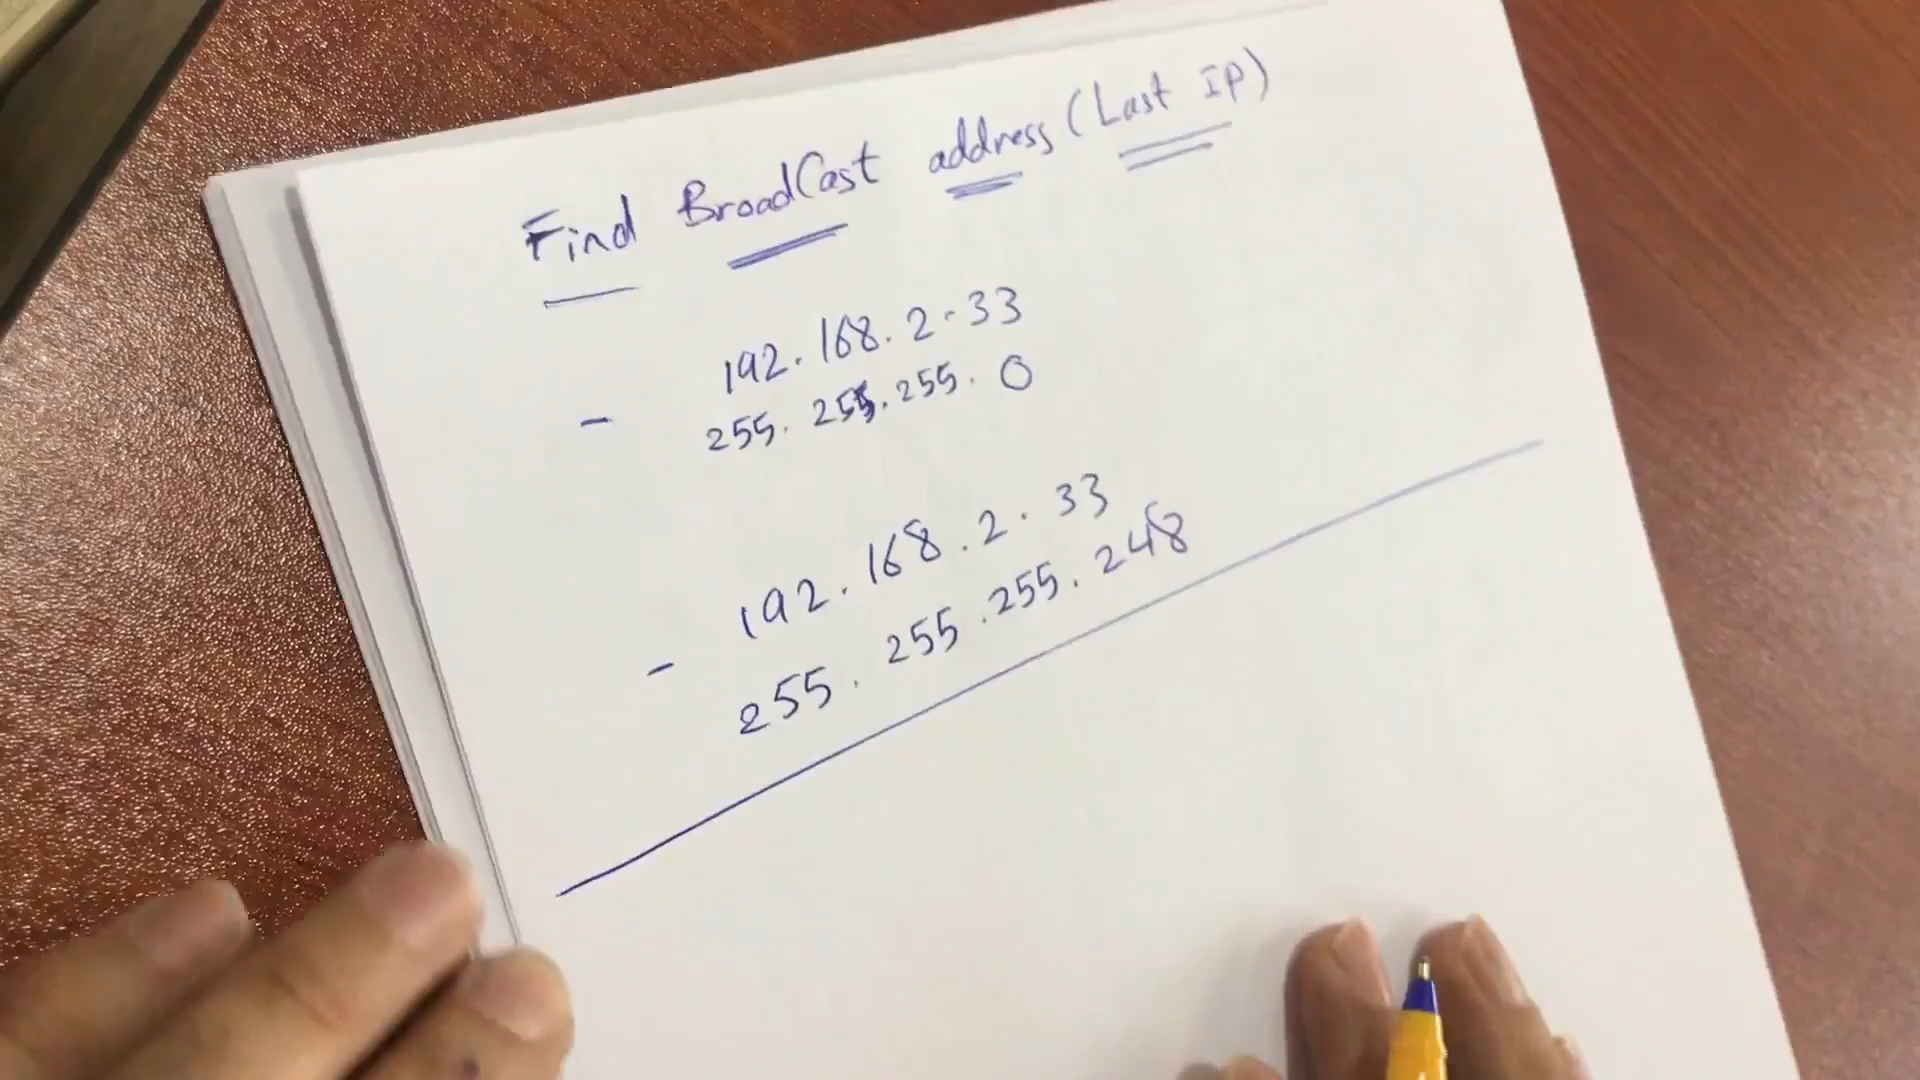 Find BroadCast address (Last IP)
192.168.2.33
- 255.255.255.0
192.168.2.33
- 255.255.255.248